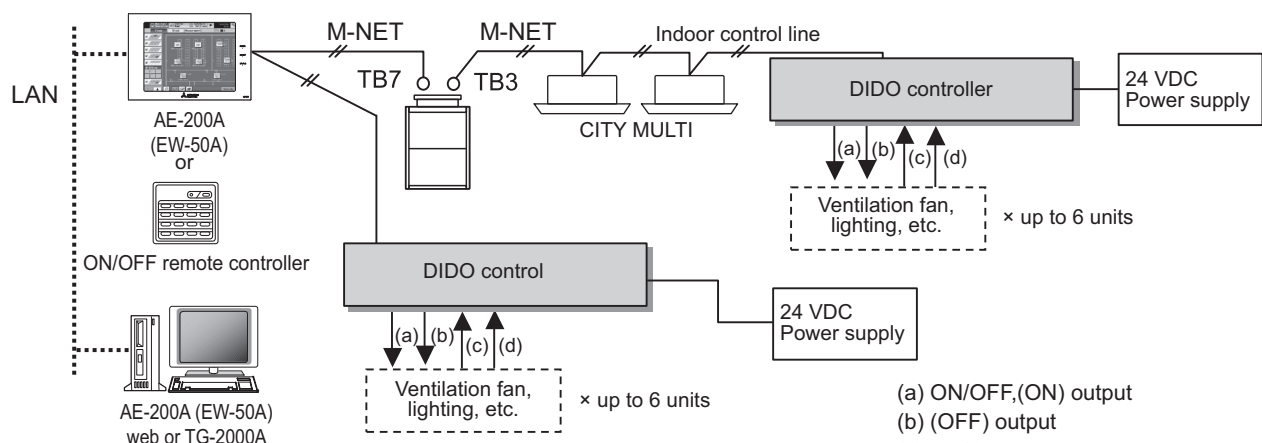 M-NET
M-NET
Indoor control line
TB7
TB3
LAN
DIDO controller
24 VDC
Power supply
AE-200A
(EW-50A)
or
CITY MULTI
(a)
(b)
(c)
(d)
Ventilation fan,
lighting, etc.
× up to 6 units
ON/OFF remote controller
DIDO control
24 VDC
Power supply
(a)
(b)
(c)
(d)
Ventilation fan,
lighting, etc.
× up to 6 units
(a) ON/OFF,(ON) output
(b) (OFF) output
AE-200A (EW-50A)
web or TG-2000A